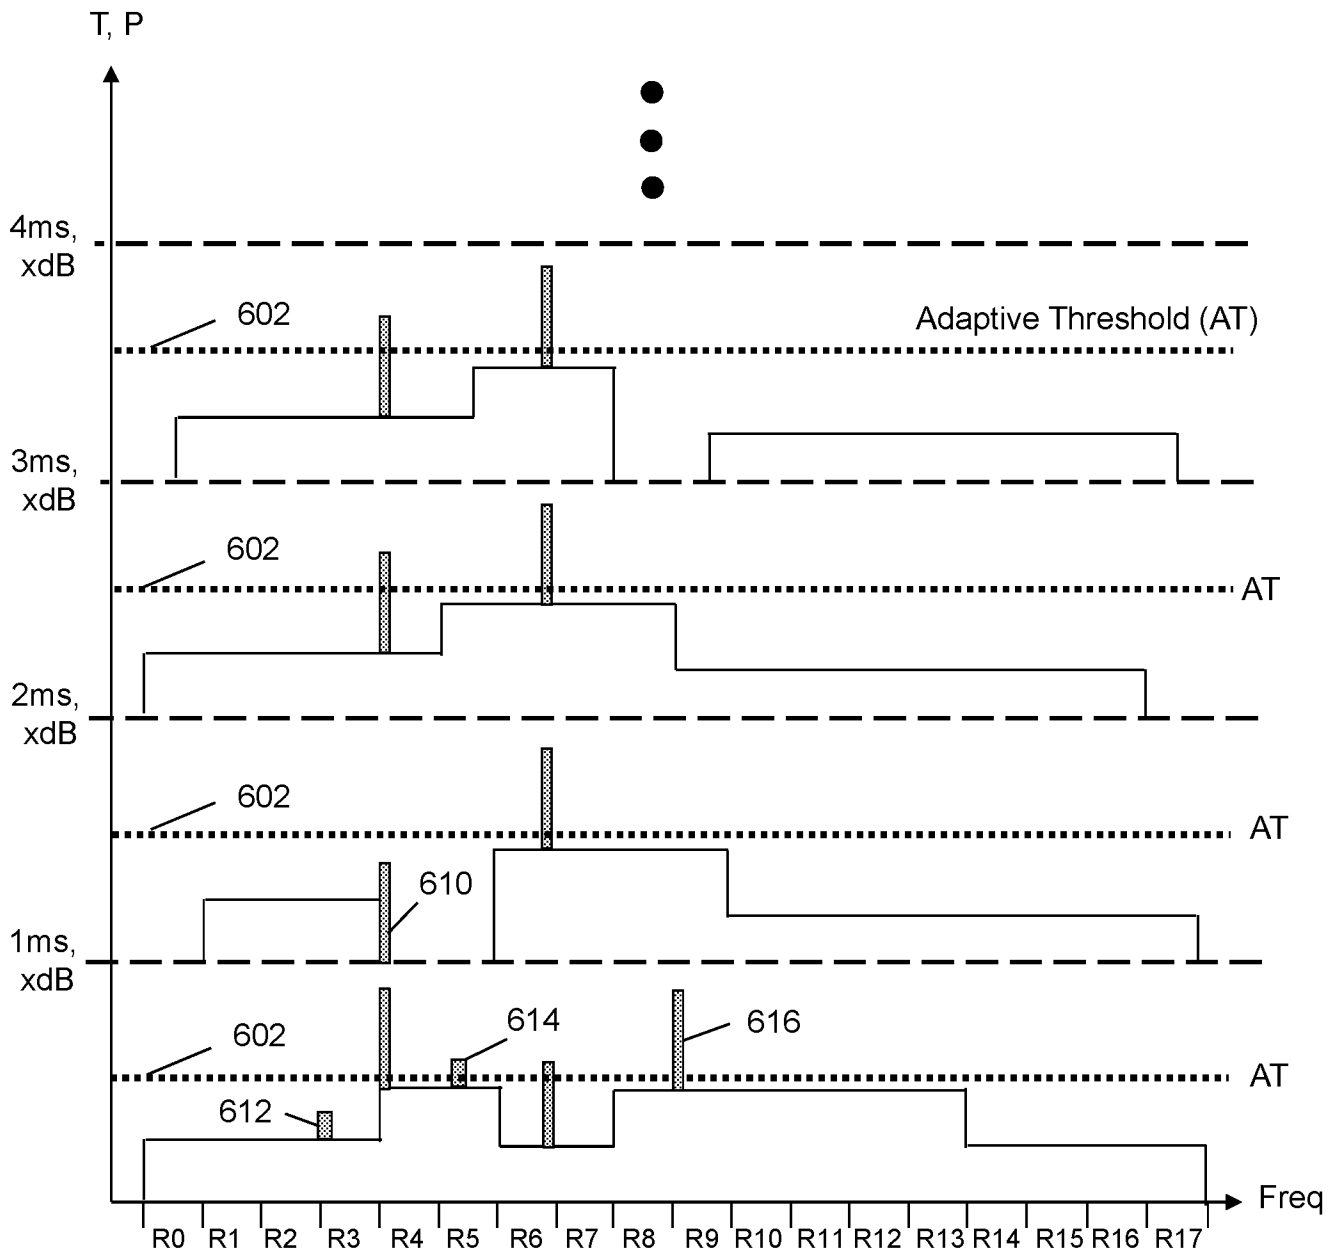 T, P
4ms,
xdB
602
Adaptive Threshold (AT)
3ms,
xdB
602
AT
2ms,
xdB
602
AT
610
1ms,
xdB
614
616
602
AT
612
Freq
R0 R1 R2 R3 R4 R5 R6 R7 R8 R9 R10 R11 R12 R13 R14 R15 R16 R17